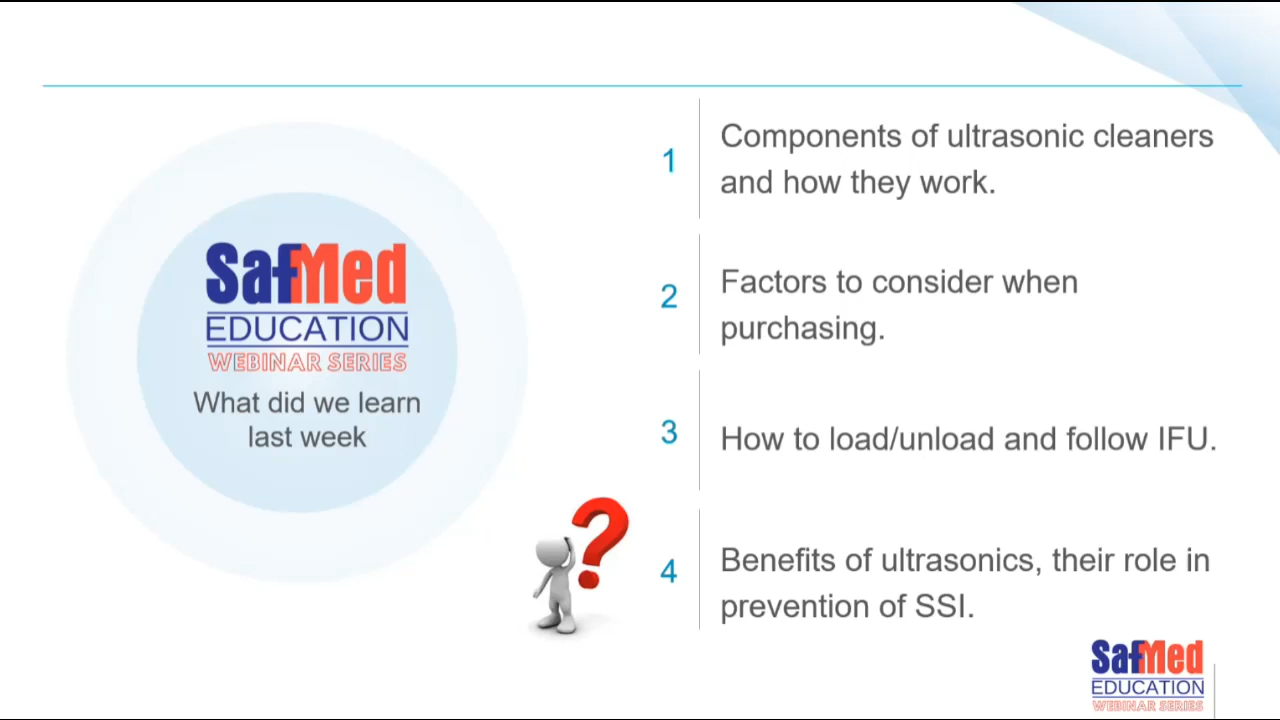 SafMed
EDUCATION
WEBINAR SERIES
What did we learn
last week
1
Components of ultrasonic cleaners
and how they work.
2
Factors to consider when
purchasing.
3
How to load/unload and follow IFU.
4
Benefits of ultrasonics, their role in
prevention of SSI.
?
SafMed
EDUCATION
WEBINAR SERIES